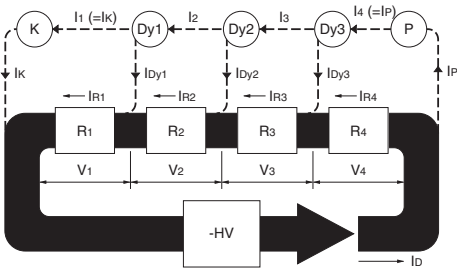 K I1 (=IK) Dy1 I2 Dy2 I3 Dy3 I4 (=IP) P
IK IDy1 IDy2 IDy3 IP
IR1 IR2 IR3 IR4
R1 R2 R3 R4
V1 V2 V3 V4
-HV
ID